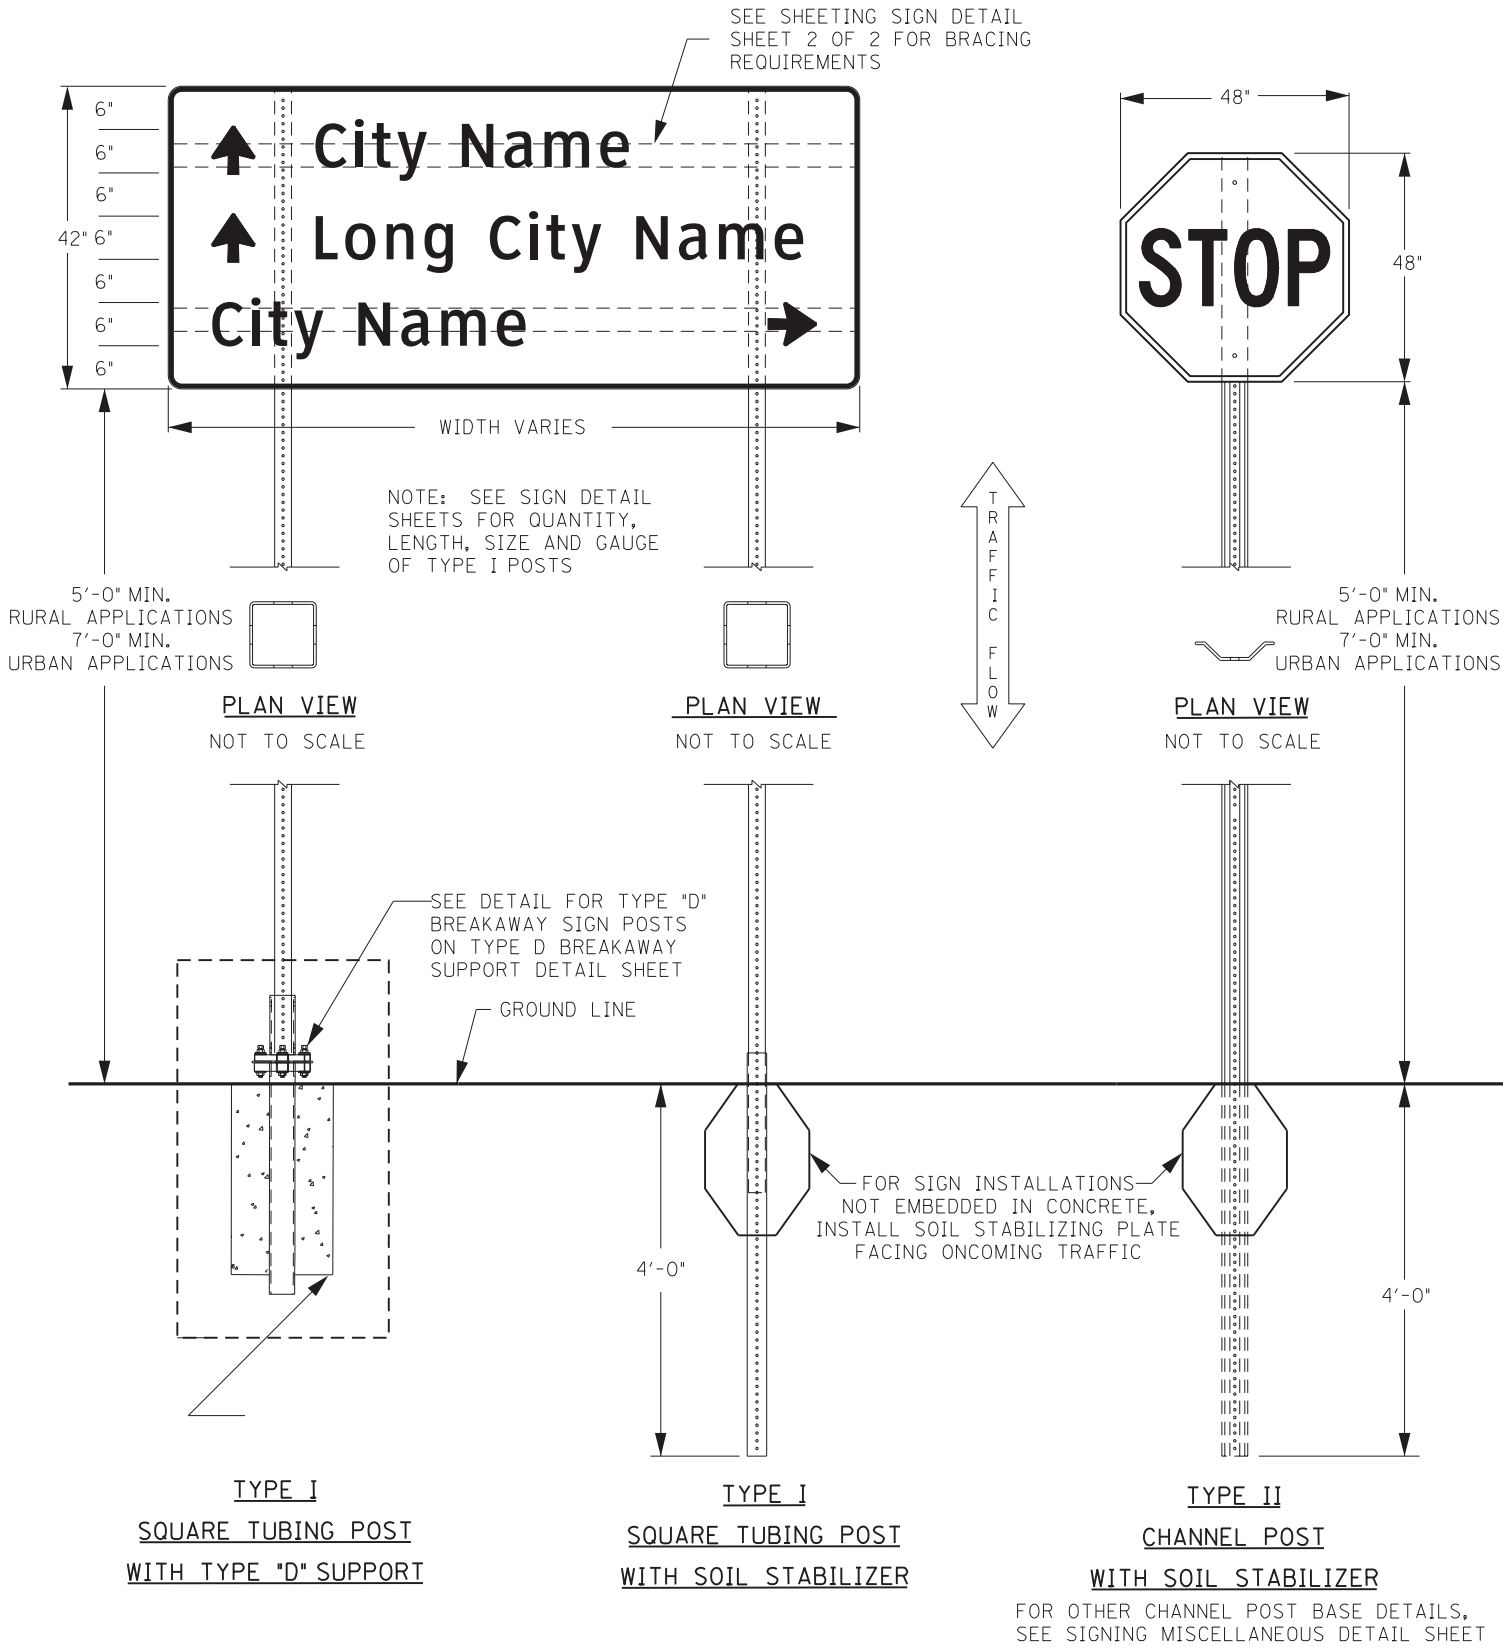 SEE SHEETING SIGN DETAIL
SHEET 2 OF 2 FOR BRACING
REQUIREMENTS
6"
6"
6"
6"
6"
6"
6"
42"
City Name
Long City Name
City Name
WIDTH VARIES
48"
48"
STOP
NOTE: SEE SIGN DETAIL
SHEETS FOR QUANTITY,
LENGTH, SIZE AND GAUGE
OF TYPE I POSTS
TRAFFIC FLOW
5'-0" MIN.
RURAL APPLICATIONS
7'-0" MIN.
URBAN APPLICATIONS
5'-0" MIN.
RURAL APPLICATIONS
7'-0" MIN.
URBAN APPLICATIONS
PLAN VIEW
NOT TO SCALE
PLAN VIEW
NOT TO SCALE
PLAN VIEW
NOT TO SCALE
SEE DETAIL FOR TYPE "D"
BREAKAWAY SIGN POSTS
ON TYPE D BREAKAWAY
SUPPORT DETAIL SHEET
GROUND LINE
FOR SIGN INSTALLATIONS
NOT EMBEDDED IN CONCRETE,
INSTALL SOIL STABILIZING PLATE
FACING ONCOMING TRAFFIC
4'-0"
4'-0"
TYPE I
SQUARE TUBING POST
WITH TYPE "D" SUPPORT
TYPE I
SQUARE TUBING POST
WITH SOIL STABILIZER
TYPE II
CHANNEL POST
WITH SOIL STABILIZER
FOR OTHER CHANNEL POST BASE DETAILS,
SEE SIGNING MISCELLANEOUS DETAIL SHEET